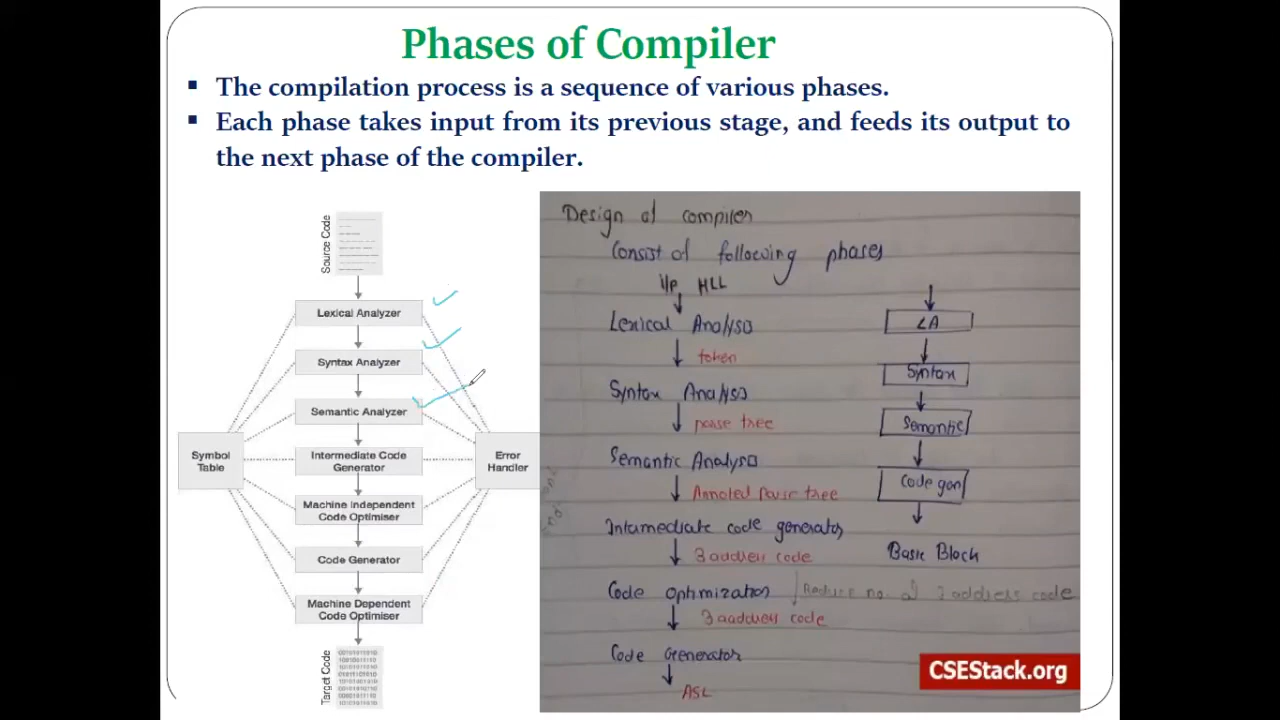 Phases of Compiler
▪ The compilation process is a sequence of various phases.
▪ Each phase takes input from its previous stage, and feeds its output to
the next phase of the compiler.
Source Code
Lexical Analyzer
Syntax Analyzer
Semantic Analyzer
Symbol
Table
Intermediate Code
Generator
Error
Handler
Machine Independent
Code Optimiser
Code Generator
Machine Dependent
Code Optimiser
Target Code
Design of compiler
Consist of following phases
i/p HLL
Lexical Analysis
token
Syntax Analysis
parse tree
Semantic Analysis
Annoted parse tree
Intamediate code generator
3 address code
Code optimization
Reduce no. of 3 address code
3 aaddress code
Code Generator
ASL
LA
Syntax
Semantic
Code gen
Basic Block
CSEStack.org